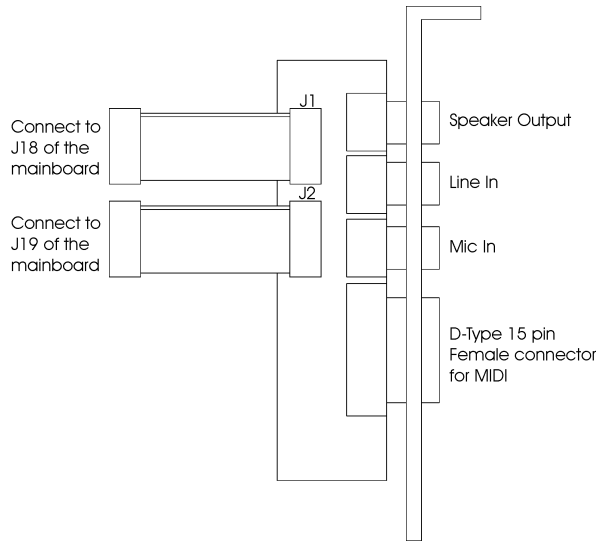 J1
Connect to
J18 of the
mainboard
Speaker Output
Line In
J2
Connect to
J19 of the
mainboard
Mic In
D-Type 15 pin
Female connector
for MIDI